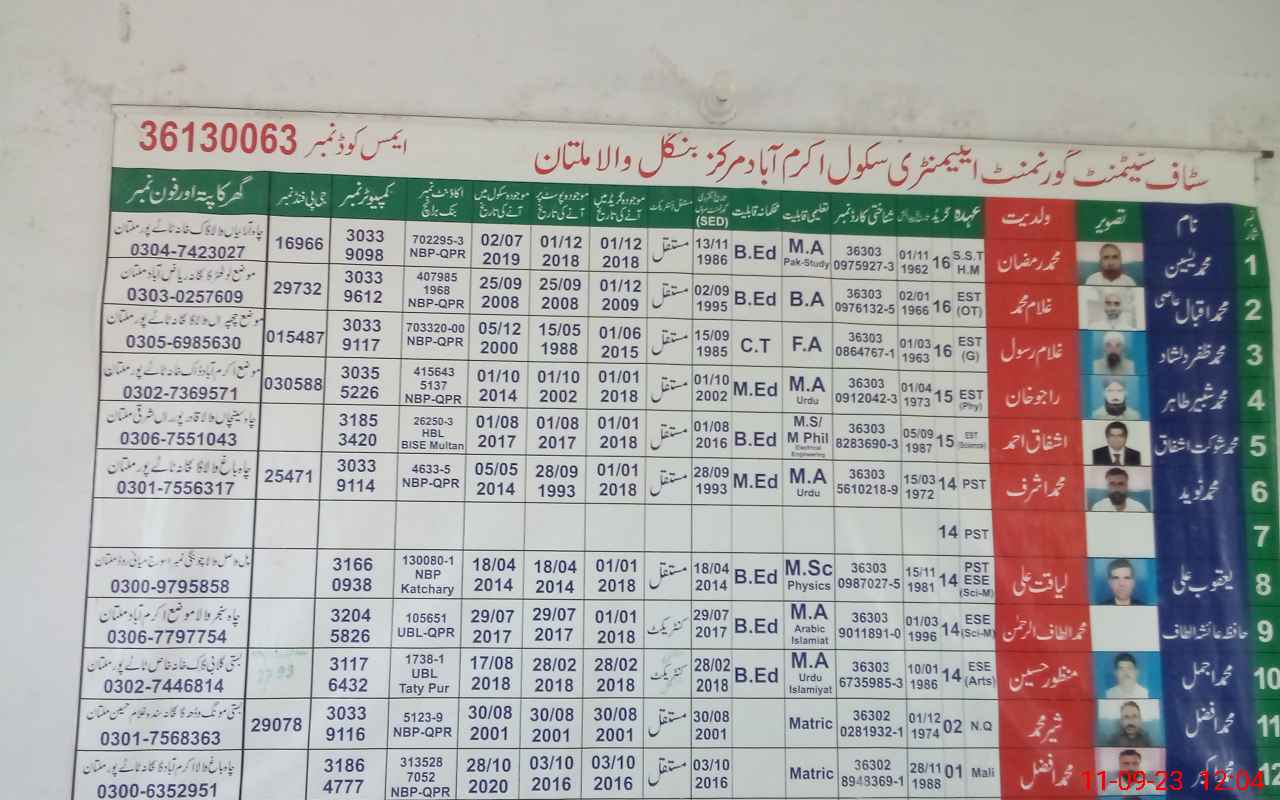 سٹاف سٹیٹمنٹ گورنمنٹ ایلیمنٹری سکول اکرم آباد مرکز بنگل والا ملتان ایمس کوڈ نمبر 36130063
نام تصویر ولدیت عہدہ گریڈ شناختی کارڈ نمبر تعلیمی قابلیت محکمانہ قابلیت (SED) موجودہ گریڈ میں آنے کی تاریخ موجودہ پوسٹ پر آنے کی تاریخ موجودہ سکول میں آنے کی تاریخ اکاؤنٹ نمبر بنک برانچ کمپیوٹر نمبر جی پی فنڈ نمبر گھر کا پتہ اور فون نمبر
1 محمد یٰسین محمد رمضان S.S.T H.M 16 01/11 1962 36303 0975927-3 M.A Pak-Study B.Ed 13/11 1986 مستقل 01/12 2018 01/12 2018 02/07 2019 702295-3 NBP-QPR 3033 9098 16966 0304-7423027
2 محمد اقبال عاصی غلام محمد EST (OT) 16 02/01 1966 36303 0976132-5 B.A B.Ed 02/09 1995 مستقل 01/12 2009 25/09 2008 25/09 2008 407985 1968 NBP-QPR 3033 9612 29732 0303-0257609
3 محمد ظفر دلشاد غلام رسول EST (G) 16 01/03 1963 36303 0864767-1 F.A C.T 15/09 1985 مستقل 01/06 2015 15/05 1988 05/12 2000 703320-00 NBP-QPR 3033 9117 015487 0305-6985630
4 محمد شبیر طاہر راجو خان EST (Phy) 15 01/04 1973 36303 0912042-3 M.A Urdu M.Ed 01/10 2002 مستقل 01/01 2018 01/10 2002 01/10 2014 415643 5137 NBP-QPR 3035 5226 030588 0302-7369571
5 محمد شوکت اشفاق اشفاق احمد EST (Science) 15 05/09 1987 36303 8283690-3 M.S/ M Phil Electrical Engineering B.Ed 01/08 2016 مستقل 01/01 2018 01/08 2017 01/08 2017 26250-3 HBL BISE Multan 3185 3420 0306-7551043
6 محمد نوید محمد اشرف PST 14 15/03 1972 36303 5610218-9 M.A Urdu M.Ed 28/09 1993 مستقل 01/01 2018 28/09 1993 05/05 2014 4633-5 NBP-QPR 3033 9114 25471 0301-7556317
7 PST 14
8 یعقوب علی لیاقت علی PST ESE (Sci-M) 14 15/11 1981 36303 0987027-5 M.Sc Physics B.Ed 18/04 2014 مستقل 01/01 2018 18/04 2014 18/04 2014 130080-1 NBP Katchary 3166 0938 0300-9795858
9 حافظہ عائشہ الطاف محمد الطاف الرحمٰن ESE (Sci-M) 14 01/03 1996 36303 9011891-0 M.A Arabic Islamiat B.Ed 29/07 2017 کنٹریکٹ 01/01 2018 29/07 2017 29/07 2017 105651 UBL-QPR 3204 5826 0306-7797754
10 محمد اجمل منظور حسین ESE (Arts) 14 10/01 1986 36303 6735985-3 M.A Urdu Islamiyat B.Ed 28/02 2018 کنٹریکٹ 28/02 2018 28/02 2018 17/08 2018 1738-1 UBL Taty Pur 3117 6432 0302-7446814
11 محمد افضل شیر محمد N.Q 02 01/12 1974 36302 0281932-1 Matric 30/08 2001 مستقل 30/08 2001 30/08 2001 30/08 2001 5123-9 NBP-QPR 3033 9116 29078 0301-7568363
12 محمد اکبر محمد افضل Mali 01 28/11 1988 36302 8948369-1 Matric 03/10 2016 مستقل 03/10 2016 03/10 2016 28/10 2020 313528 7052 NBP-QPR 3186 4777 0300-6352951
11-09-23 12:04